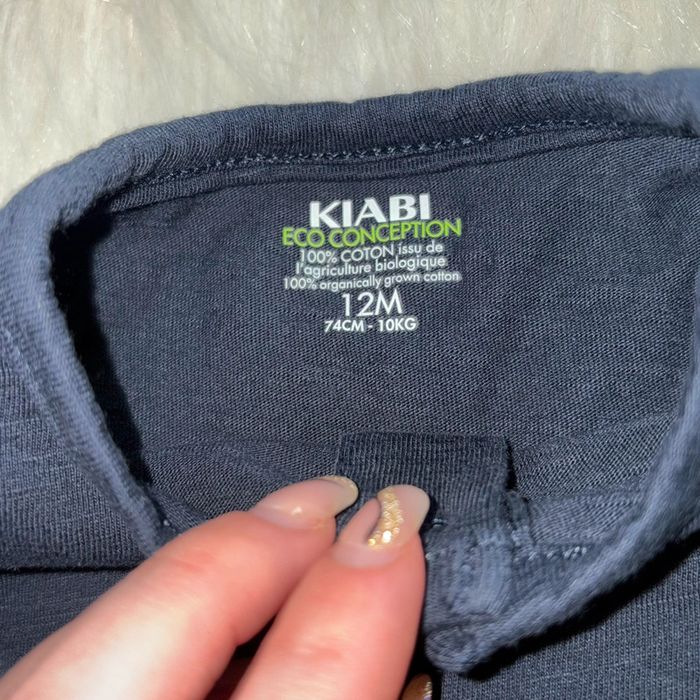 KIABI
ECO CONCEPTION
100% COTON issu de
l'agriculture biologique
100% organically grown cotton
12M
74CM - 10KG